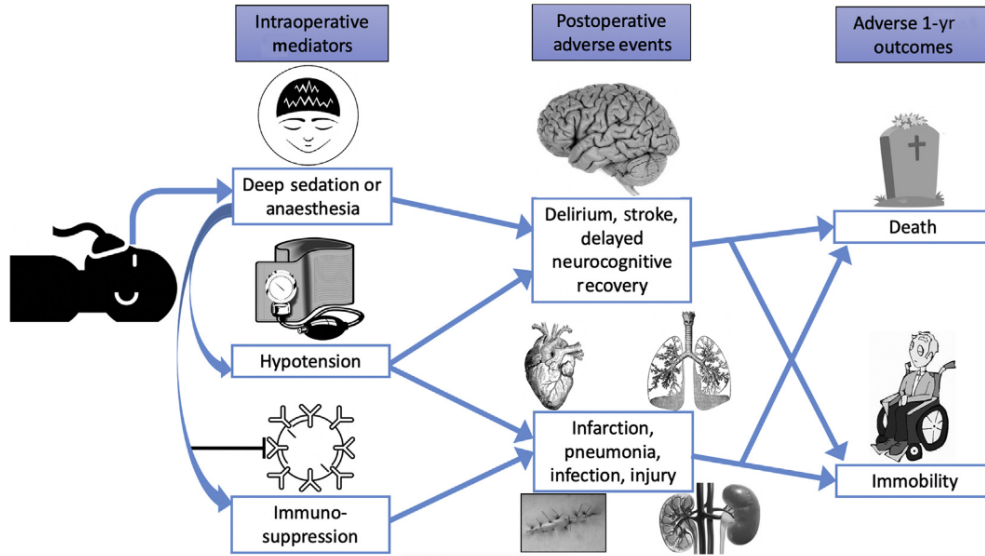 Intraoperative
mediators
Postoperative
adverse events
Adverse 1-yr
outcomes
Deep sedation or
anaesthesia
Delirium, stroke,
delayed
neurocognitive
recovery
Death
Hypotension
Infarction,
pneumonia,
infection, injury
Immobility
Immuno-
suppression